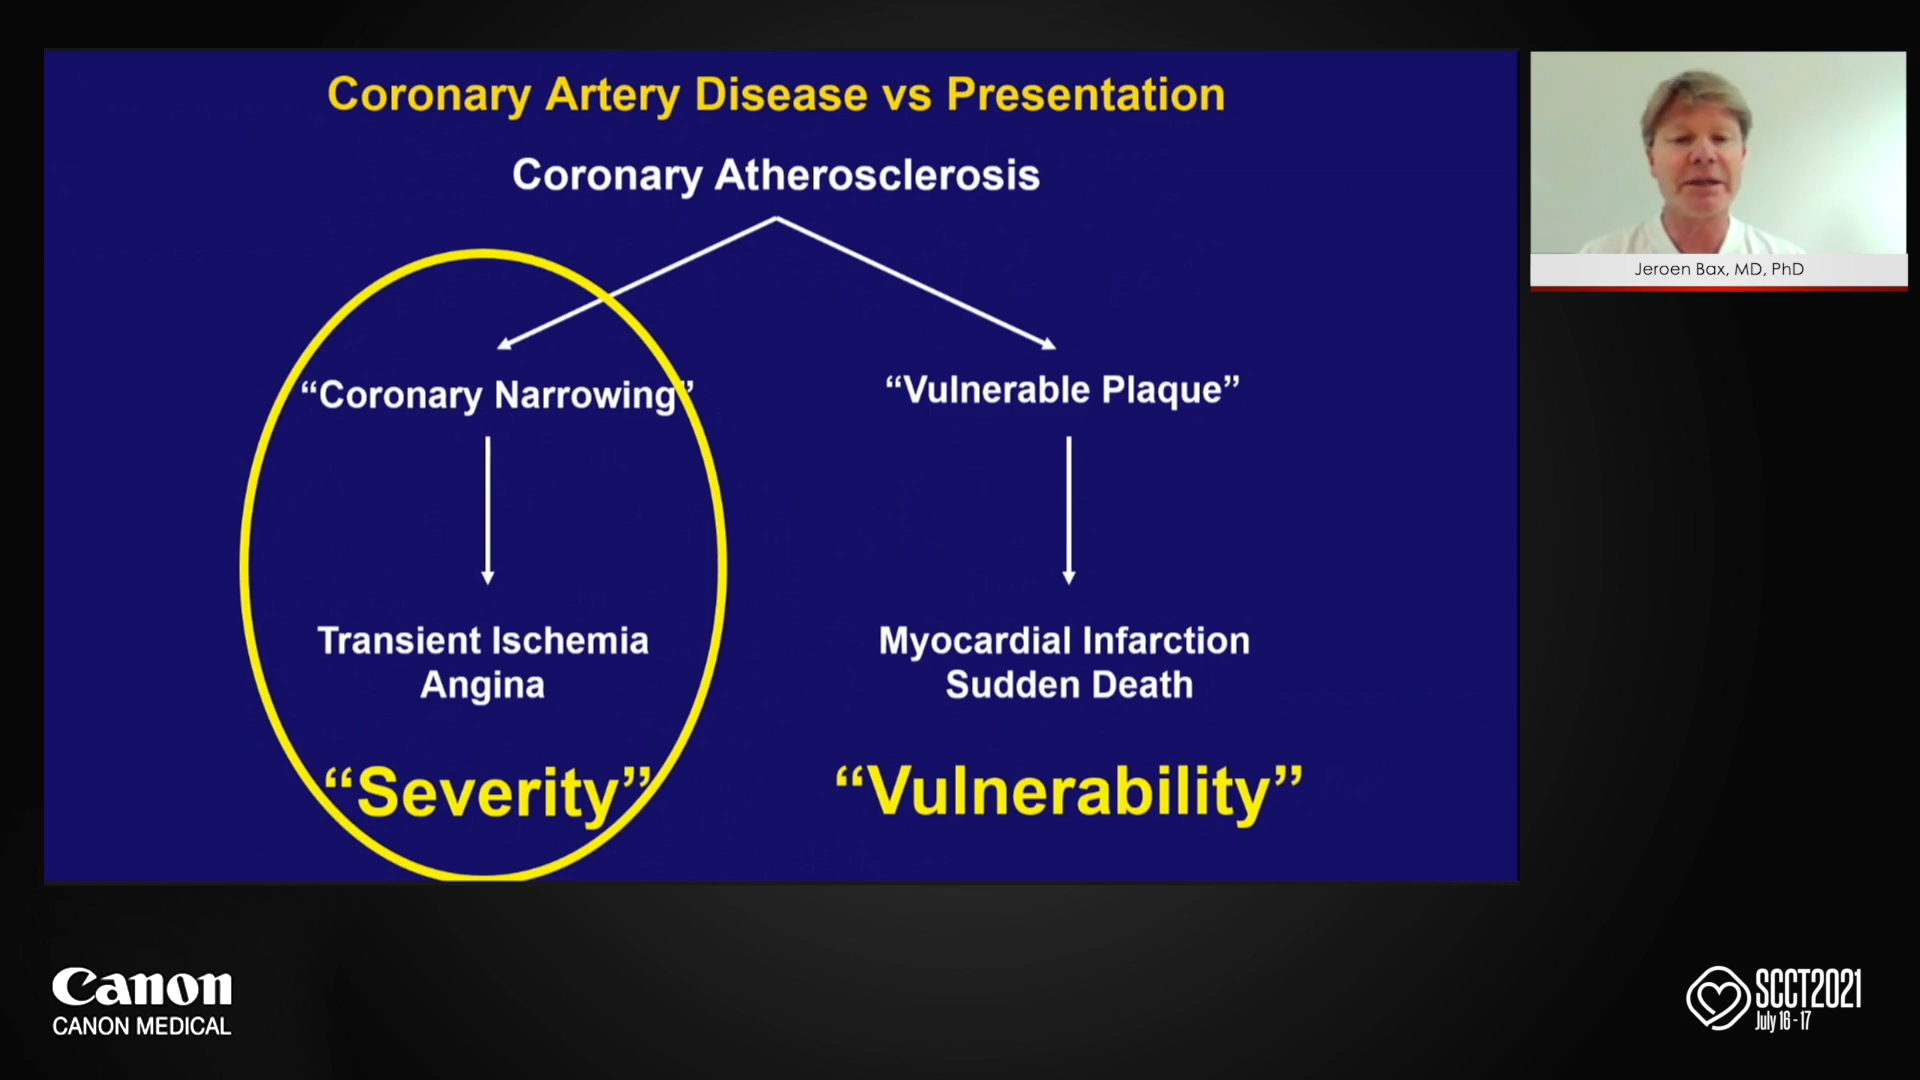 Coronary Artery Disease vs Presentation
Coronary Atherosclerosis
“Coronary Narrowing”
“Vulnerable Plaque”
Transient Ischemia
Angina
Myocardial Infarction
Sudden Death
“Severity”
“Vulnerability”
Jeroen Bax, MD, PhD
Canon
CANON MEDICAL
SCCT2021
July 16 - 17